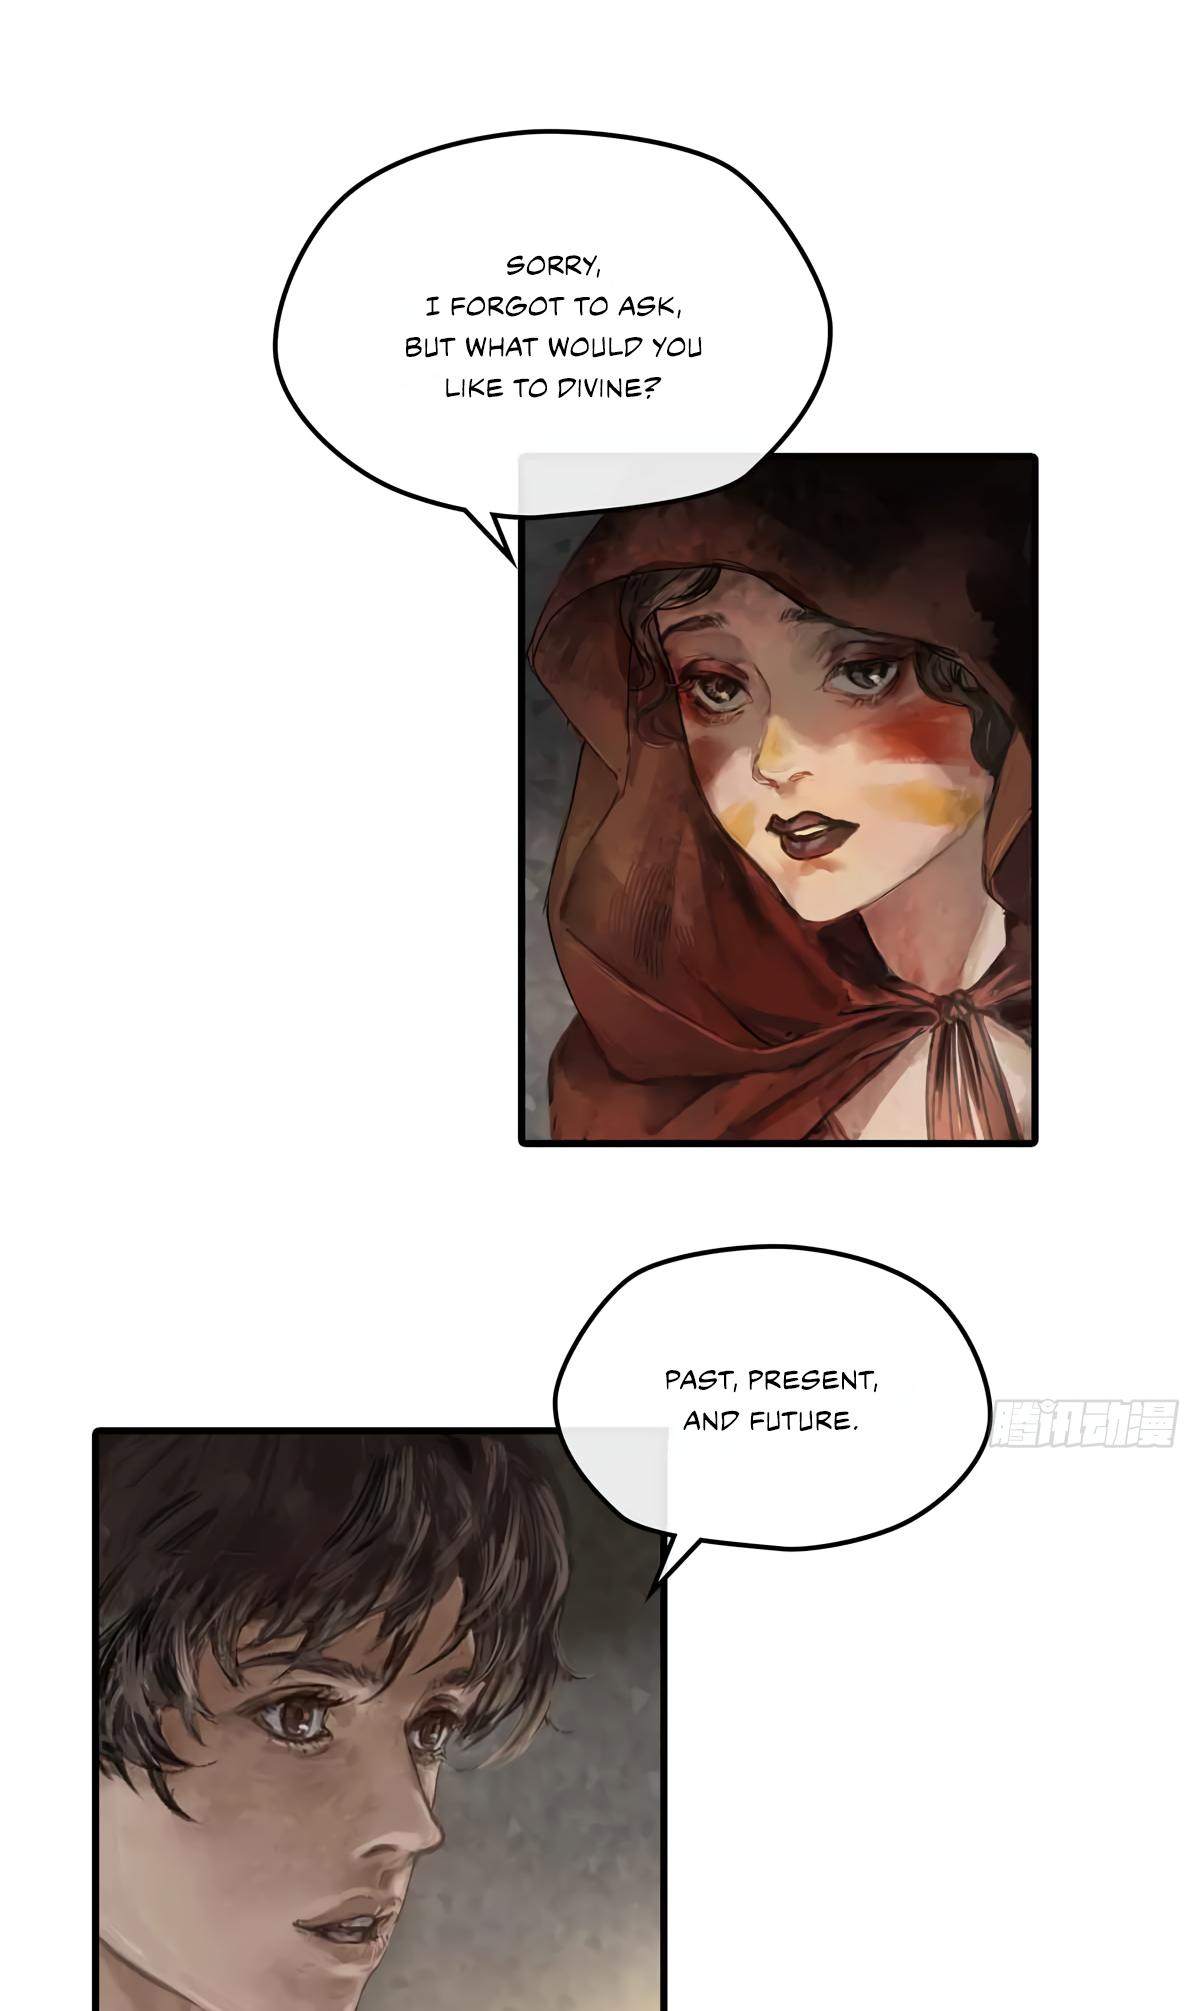 SORRY,
I FORGOT TO ASK,
BUT WHAT WOULD YOU
LIKE TO DIVINE?
PAST, PRESENT,
AND FUTURE.
腾讯动漫